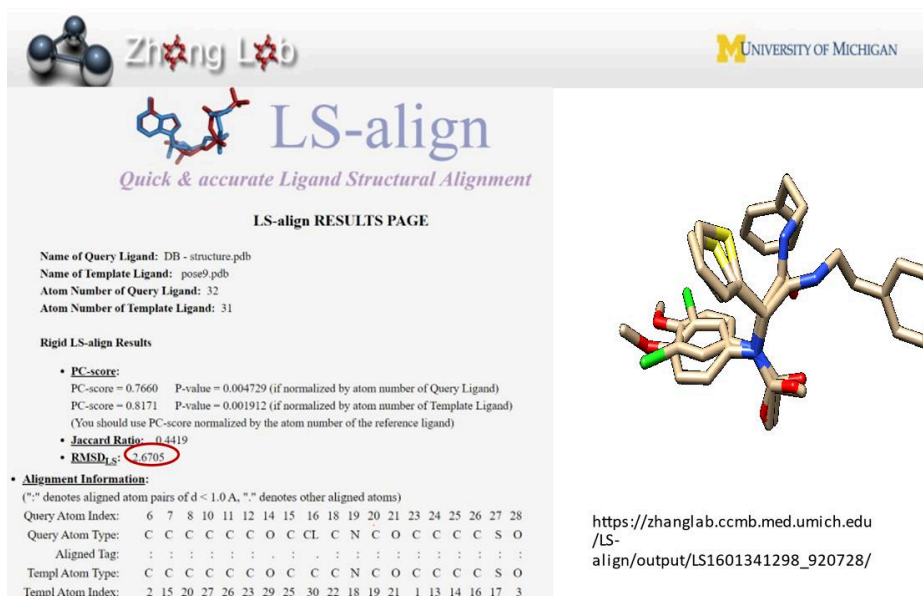 Zhang Lab
UNIVERSITY OF MICHIGAN
LS-align
Quick & accurate Ligand Structural Alignment
LS-align RESULTS PAGE
Name of Query Ligand: DB - structure.pdb
Name of Template Ligand: pose9.pdb
Atom Number of Query Ligand: 32
Atom Number of Template Ligand: 31
Rigid LS-align Results
• PC-score:
PC-score = 0.7660 P-value = 0.004729 (if normalized by atom number of Query Ligand)
PC-score = 0.8171 P-value = 0.001912 (if normalized by atom number of Template Ligand)
(You should use PC-score normalized by the atom number of the reference ligand)
• Jaccard Ratio: 0.4419
• RMSDLS: 2.6705
• Alignment Information:
(":" denotes aligned atom pairs of d < 1.0 A, "." denotes other aligned atoms)
Query Atom Index: 6 7 8 10 11 12 14 15 16 18 19 20 21 23 24 25 26 27 28
Query Atom Type: C C C C C C O C CL C N C O C C C C S O
Aligned Tag: : : : : : : . : . : : : : : : : : : :
Templ Atom Type: C C C C C C O C C C N C O C C C C S O
Templ Atom Index: 2 15 20 27 26 23 29 25 30 22 18 19 21 1 13 14 16 17 3
https://zhanglab.ccmb.med.umich.edu
/LS-
align/output/LS1601341298_920728/